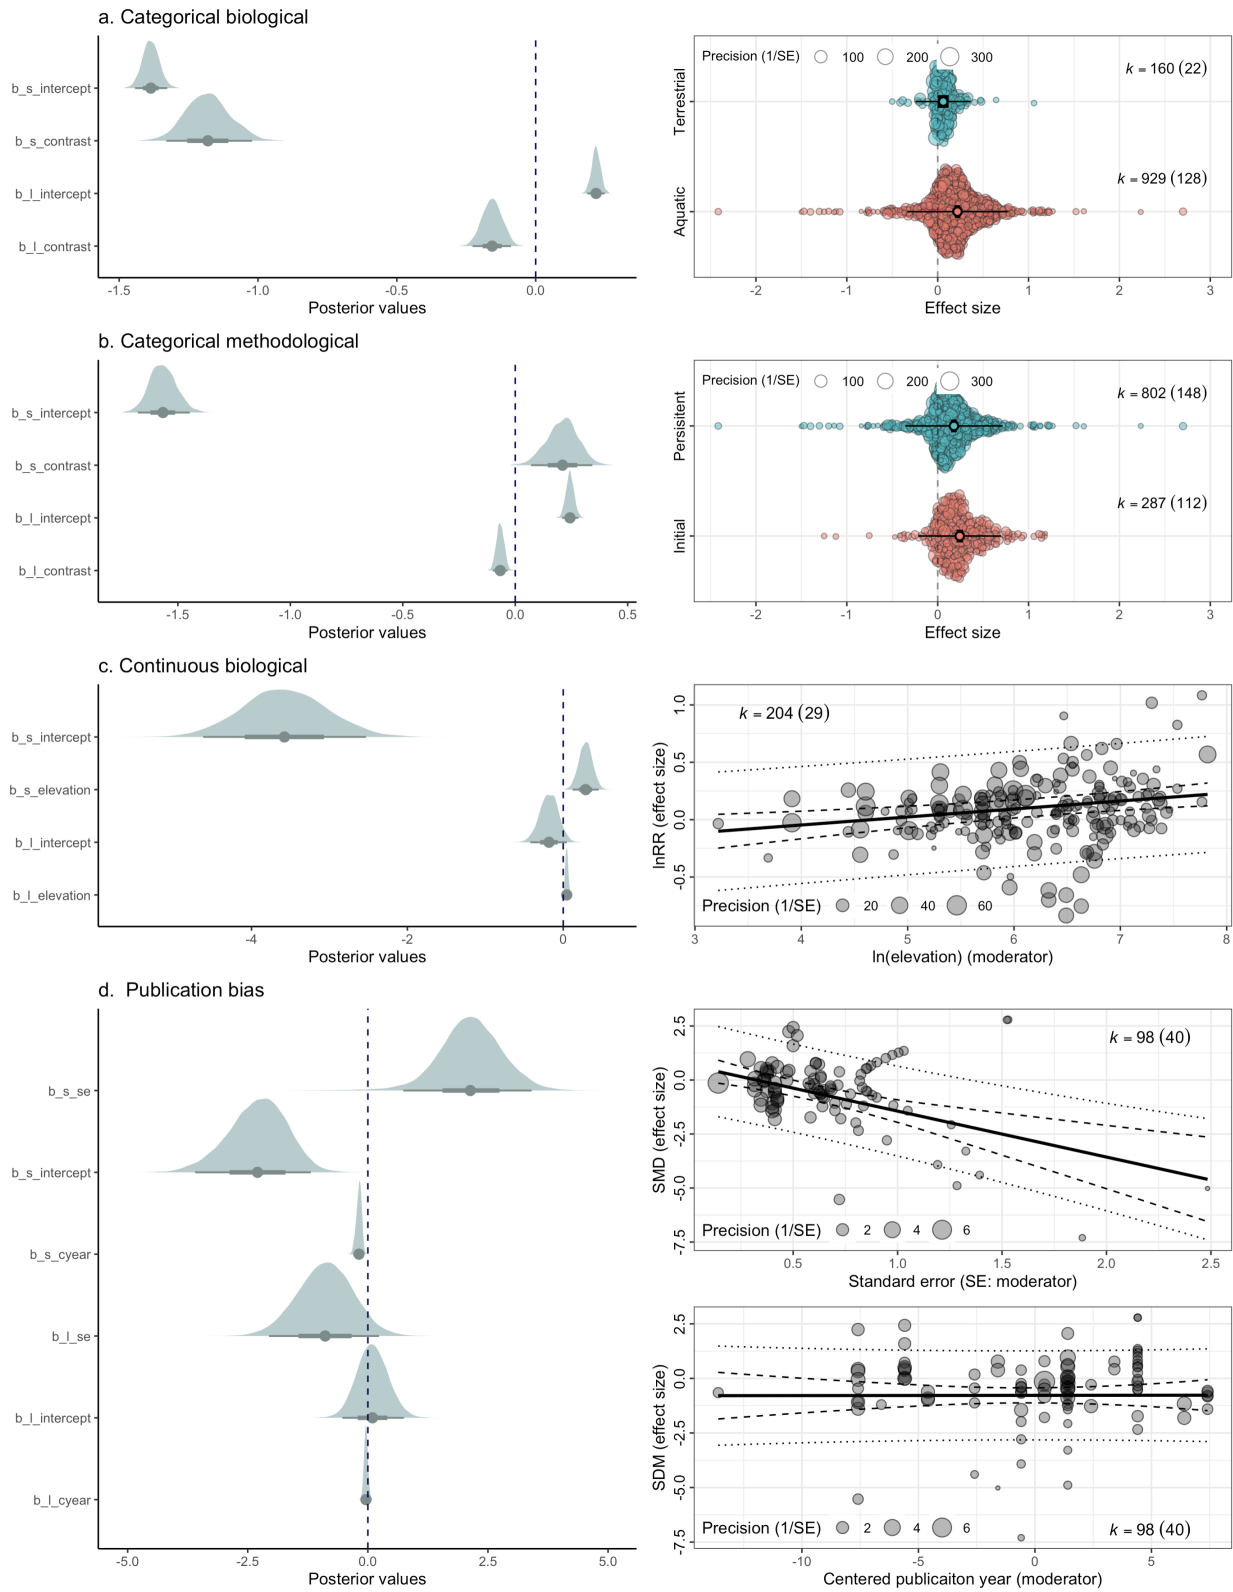 a. Categorical biological
b_s_intercept
b_s_contrast
b_l_intercept
b_l_contrast
-1.5 -1.0 -0.5 0.0
Posterior values
Precision (1/SE) 100 200 300
k = 160 (22)
k = 929 (128)
Terrestrial
Aquatic
-2 -1 0 1 2 3
Effect size
b. Categorical methodological
b_s_intercept
b_s_contrast
b_l_intercept
b_l_contrast
-1.5 -1.0 -0.5 0.0 0.5
Posterior values
Precision (1/SE) 100 200 300
k = 802 (148)
k = 287 (112)
Persisitent
Initial
-2 -1 0 1 2 3
Effect size
c. Continuous biological
b_s_intercept
b_s_elevation
b_l_intercept
b_l_elevation
-4 -2 0
Posterior values
k = 204 (29)
lnRR (effect size)
1.0
0.5
0.0
-0.5
Precision (1/SE) 20 40 60
3 4 5 6 7 8
ln(elevation) (moderator)
d. Publication bias
b_s_se
b_s_intercept
b_s_cyear
b_l_se
b_l_intercept
b_l_cyear
-5.0 -2.5 0.0 2.5 5.0
Posterior values
k = 98 (40)
SMD (effect size)
2.5
0.0
-2.5
-5.0
-7.5
Precision (1/SE) 2 4 6
0.5 1.0 1.5 2.0 2.5
Standard error (SE: moderator)
SDM (effect size)
2.5
0.0
-2.5
-5.0
-7.5
Precision (1/SE) 2 4 6
k = 98 (40)
-10 -5 0 5
Centered publicaiton year (moderator)